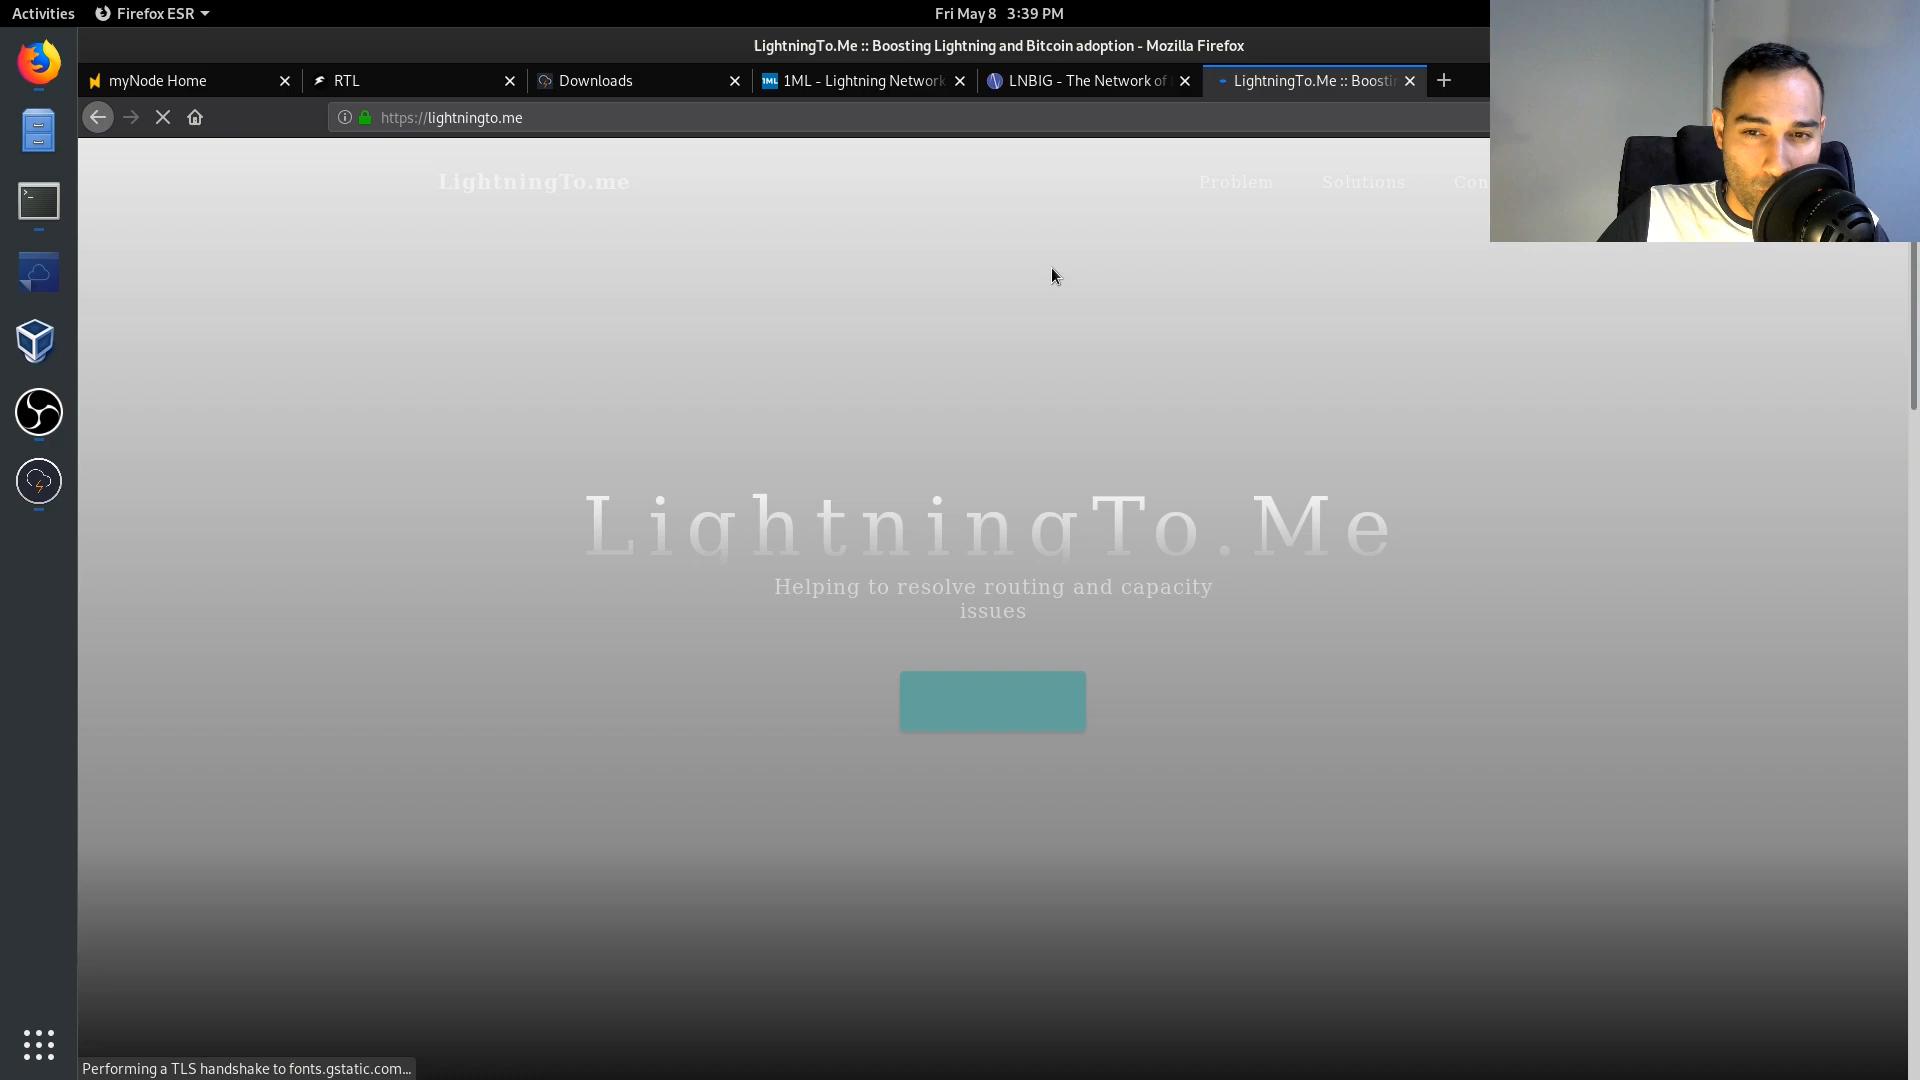 Activities
Firefox ESR
Fri May 8 3:39 PM
LightningTo.Me :: Boosting Lightning and Bitcoin adoption - Mozilla Firefox
myNode Home
RTL
Downloads
1ML - Lightning Network
LNBIG - The Network of
LightningTo.Me :: Boosti
https://lightningto.me
LightningTo.me
Problem
Solutions
Con
LightningTo.Me
Helping to resolve routing and capacity
issues
Performing a TLS handshake to fonts.gstatic.com...